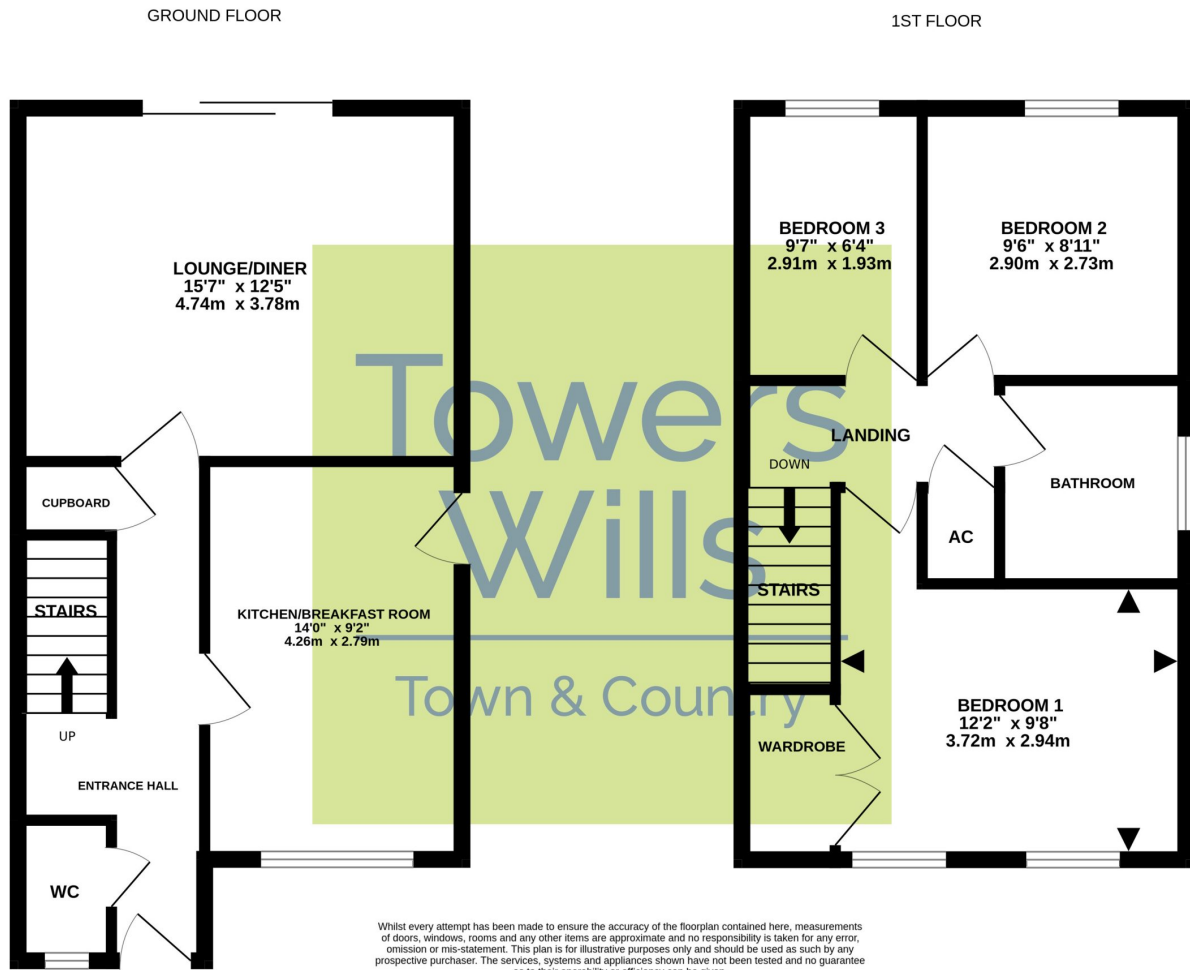 GROUND FLOOR
1ST FLOOR
LOUNGE/DINER
15'7" x 12'5"
4.74m x 3.78m
CUPBOARD
STAIRS
UP
ENTRANCE HALL
WC
KITCHEN/BREAKFAST ROOM
14'0" x 9'2"
4.26m x 2.79m
BEDROOM 3
9'7" x 6'4"
2.91m x 1.93m
BEDROOM 2
9'6" x 8'11"
2.90m x 2.73m
LANDING
DOWN
BATHROOM
AC
STAIRS
WARDROBE
BEDROOM 1
12'2" x 9'8"
3.72m x 2.94m
Towers
Wills
Town & Country
Whilst every attempt has been made to ensure the accuracy of the floorplan contained here, measurements
of doors, windows, rooms and any other items are approximate and no responsibility is taken for any error,
omission or mis-statement. This plan is for illustrative purposes only and should be used as such by any
prospective purchaser. The services, systems and appliances shown have not been tested and no guarantee